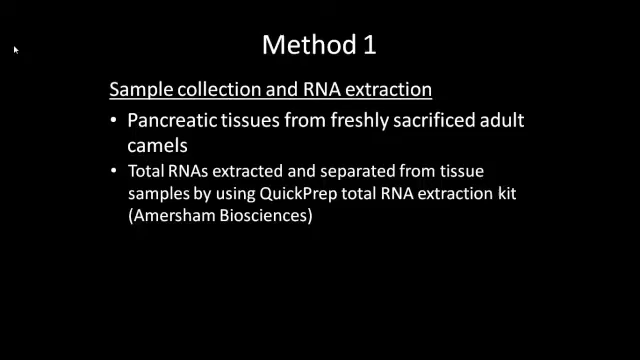 Method 1
Sample collection and RNA extraction
• Pancreatic tissues from freshly sacrificed adult
camels
• Total RNAs extracted and separated from tissue
samples by using QuickPrep total RNA extraction kit
(Amersham Biosciences)